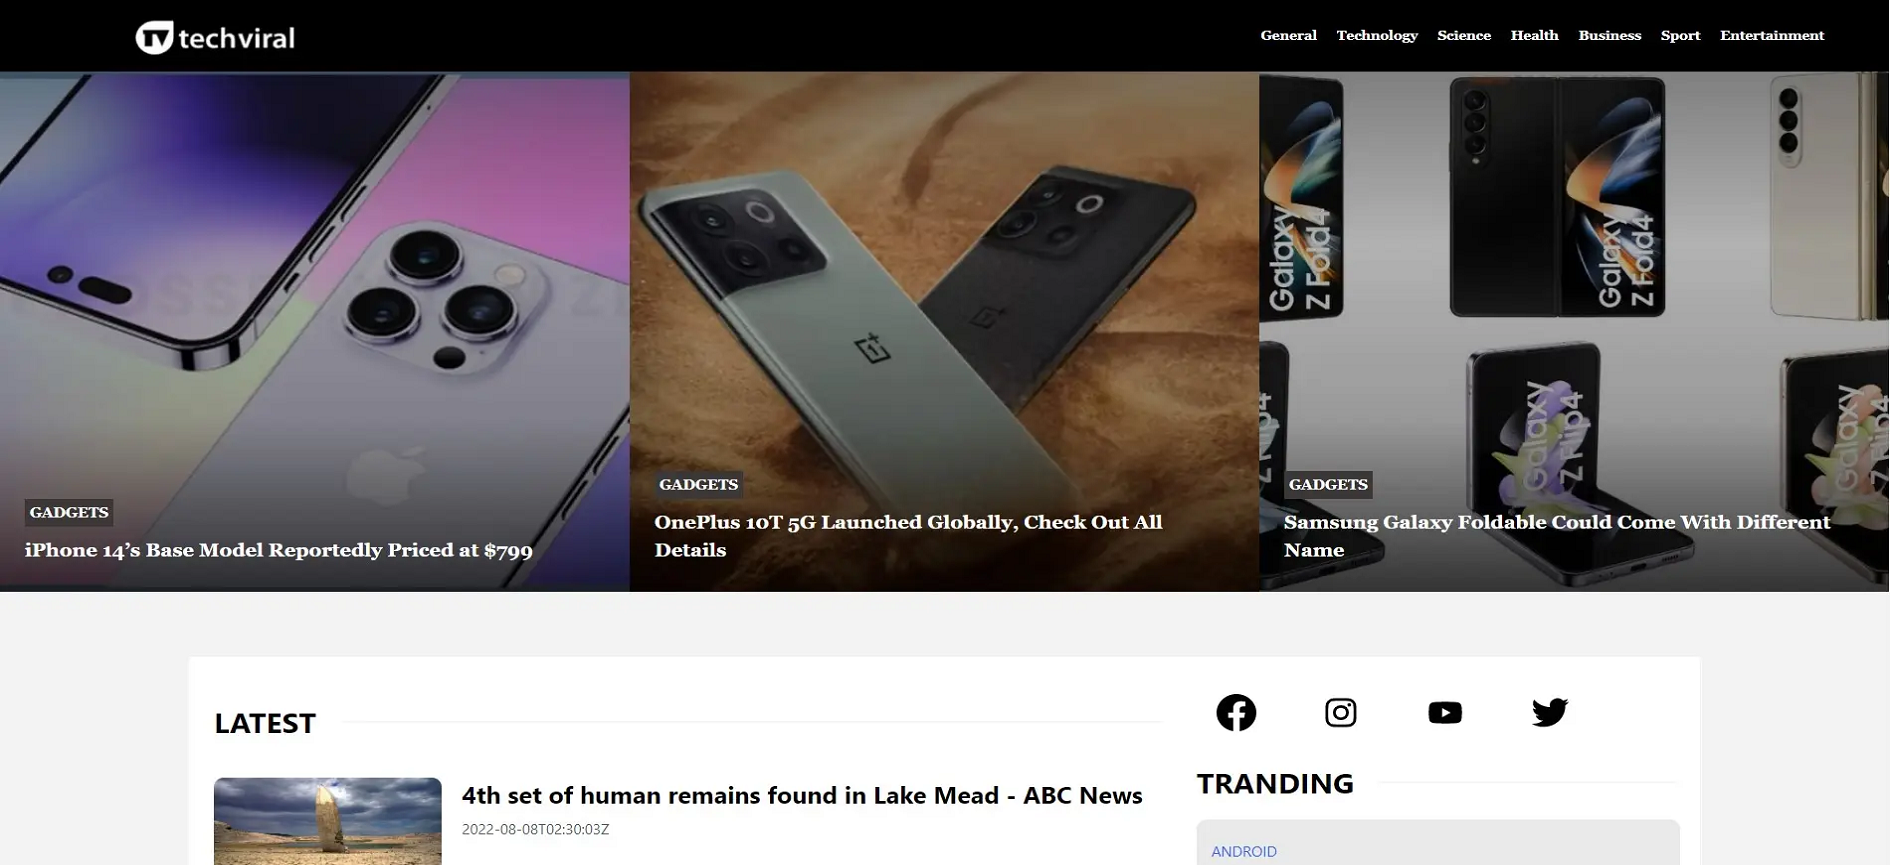 TV techviral
General Technology Science Health Business Sport Entertainment
Galaxy
Z Fold4
Galaxy
Z Fold4
Galaxy
Z Flip4
Galaxy
Z Flip4
GADGETS
iPhone 14’s Base Model Reportedly Priced at $799
GADGETS
OnePlus 10T 5G Launched Globally, Check Out All
Details
GADGETS
Samsung Galaxy Foldable Could Come With Different
Name
LATEST
4th set of human remains found in Lake Mead - ABC News
2022-08-08T02:30:03Z
TRANDING
ANDROID